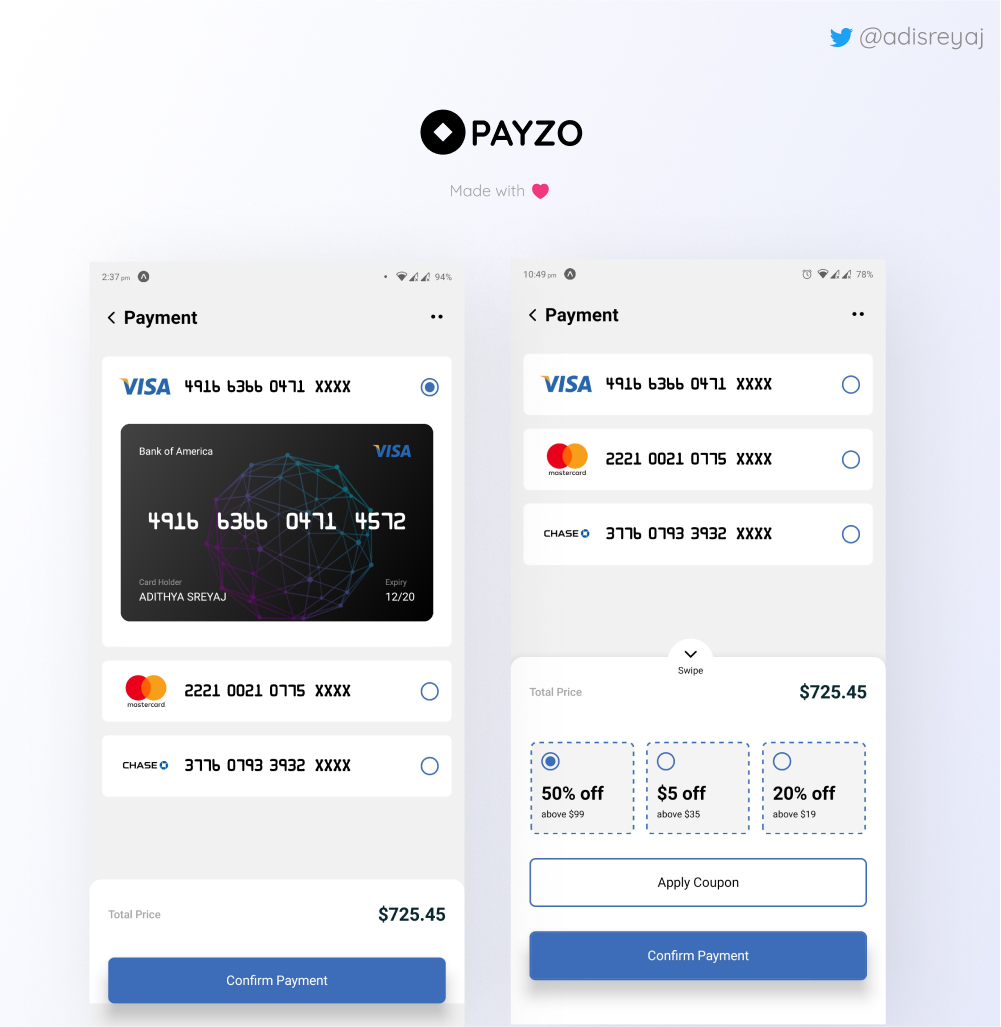 @adisreyaj
PAYZO
Made with
2:37 pm 94%
Payment
VISA 4916 6366 0471 XXXX
Bank of America VISA
4916 6366 0471 4572
Card Holder Expiry
ADITHYA SREYAJ 12/20
mastercard 2221 0021 0775 XXXX
CHASE 3776 0793 3932 XXXX
Total Price $725.45
Confirm Payment
10:49 pm 78%
Payment
VISA 4916 6366 0471 XXXX
mastercard 2221 0021 0775 XXXX
CHASE 3776 0793 3932 XXXX
Swipe
Total Price $725.45
50% off $5 off 20% off
above $99 above $35 above $19
Apply Coupon
Confirm Payment